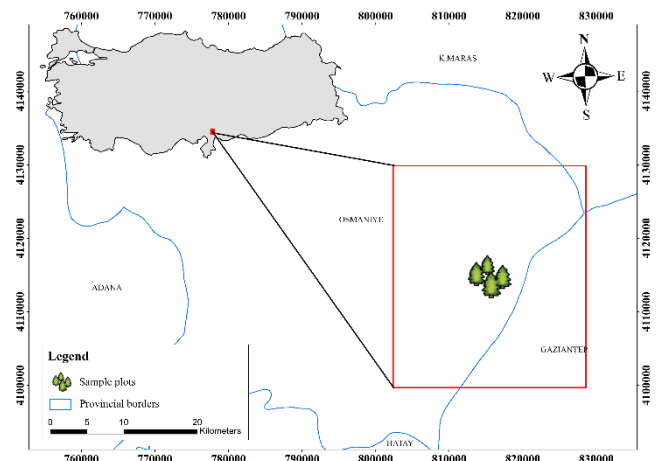 760000 770000 780000 790000 800000 810000 820000 830000
K.MARAS
N
W E
S
4140000 4140000
4130000 4130000
OSMANIYE
4120000 4120000
ADANA
4110000 4110000
GAZIANTEP
Legend
Sample plots
Provincial borders
0 5 10 20
Kilometers
4100000 4100000
HATAY
760000 770000 780000 790000 800000 810000 820000 830000